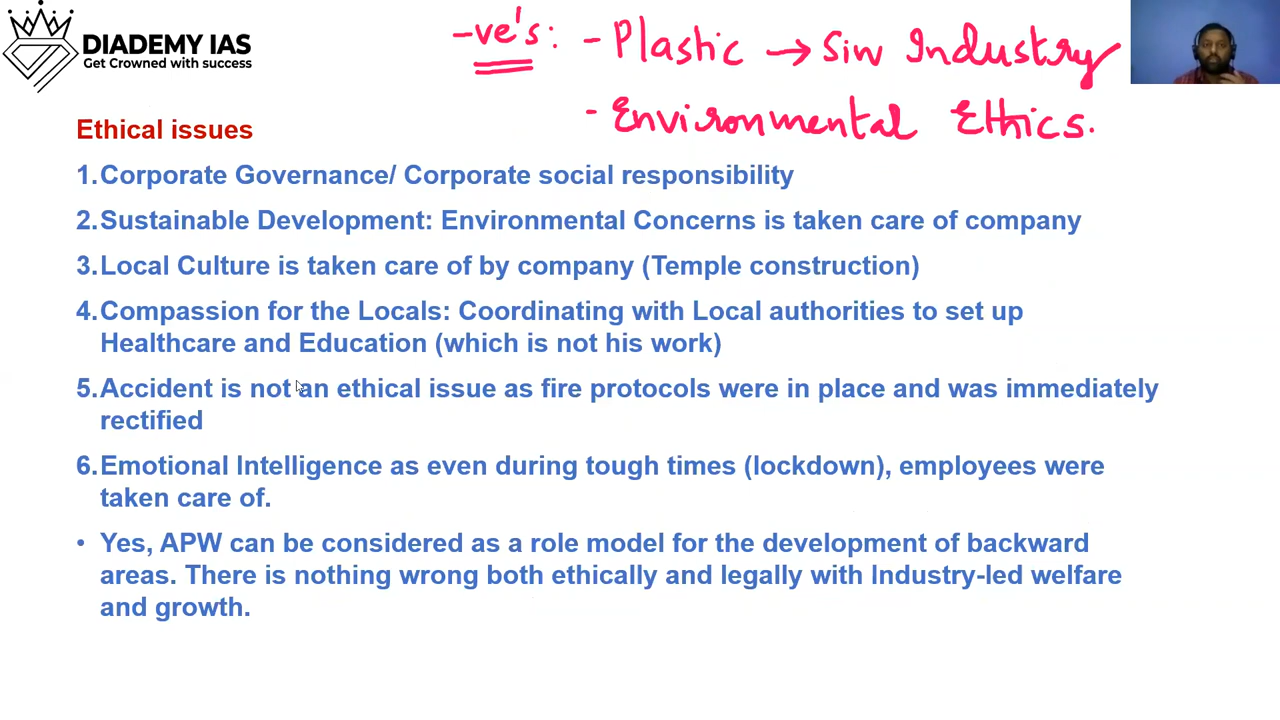 DIADEMY IAS
Get Crowned with success
-ve's: - Plastic → Sin Industry
- Environmental Ethics.
Ethical issues
1. Corporate Governance/ Corporate social responsibility
2. Sustainable Development: Environmental Concerns is taken care of company
3. Local Culture is taken care of by company (Temple construction)
4. Compassion for the Locals: Coordinating with Local authorities to set up
Healthcare and Education (which is not his work)
5. Accident is not an ethical issue as fire protocols were in place and was immediately
rectified
6. Emotional Intelligence as even during tough times (lockdown), employees were
taken care of.
• Yes, APW can be considered as a role model for the development of backward
areas. There is nothing wrong both ethically and legally with Industry-led welfare
and growth.